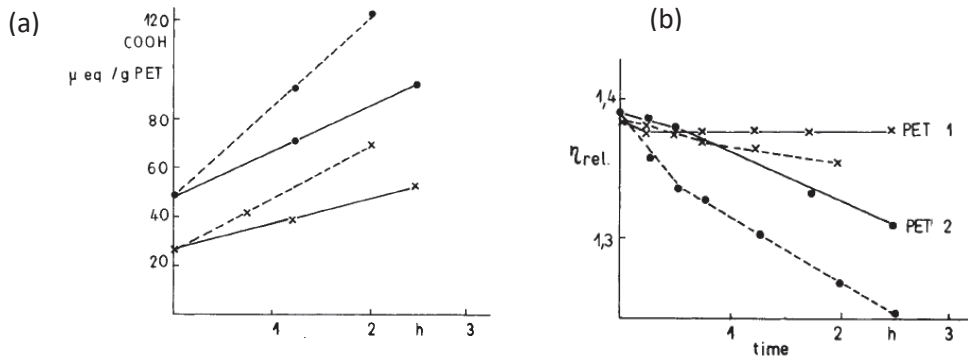 (a)
120
COOH
μ eq /g PET
80
60
40
20
1
2
h
3
(b)
1,4
ηrel.
1,3
PET 1
PET' 2
1
2
h
3
time